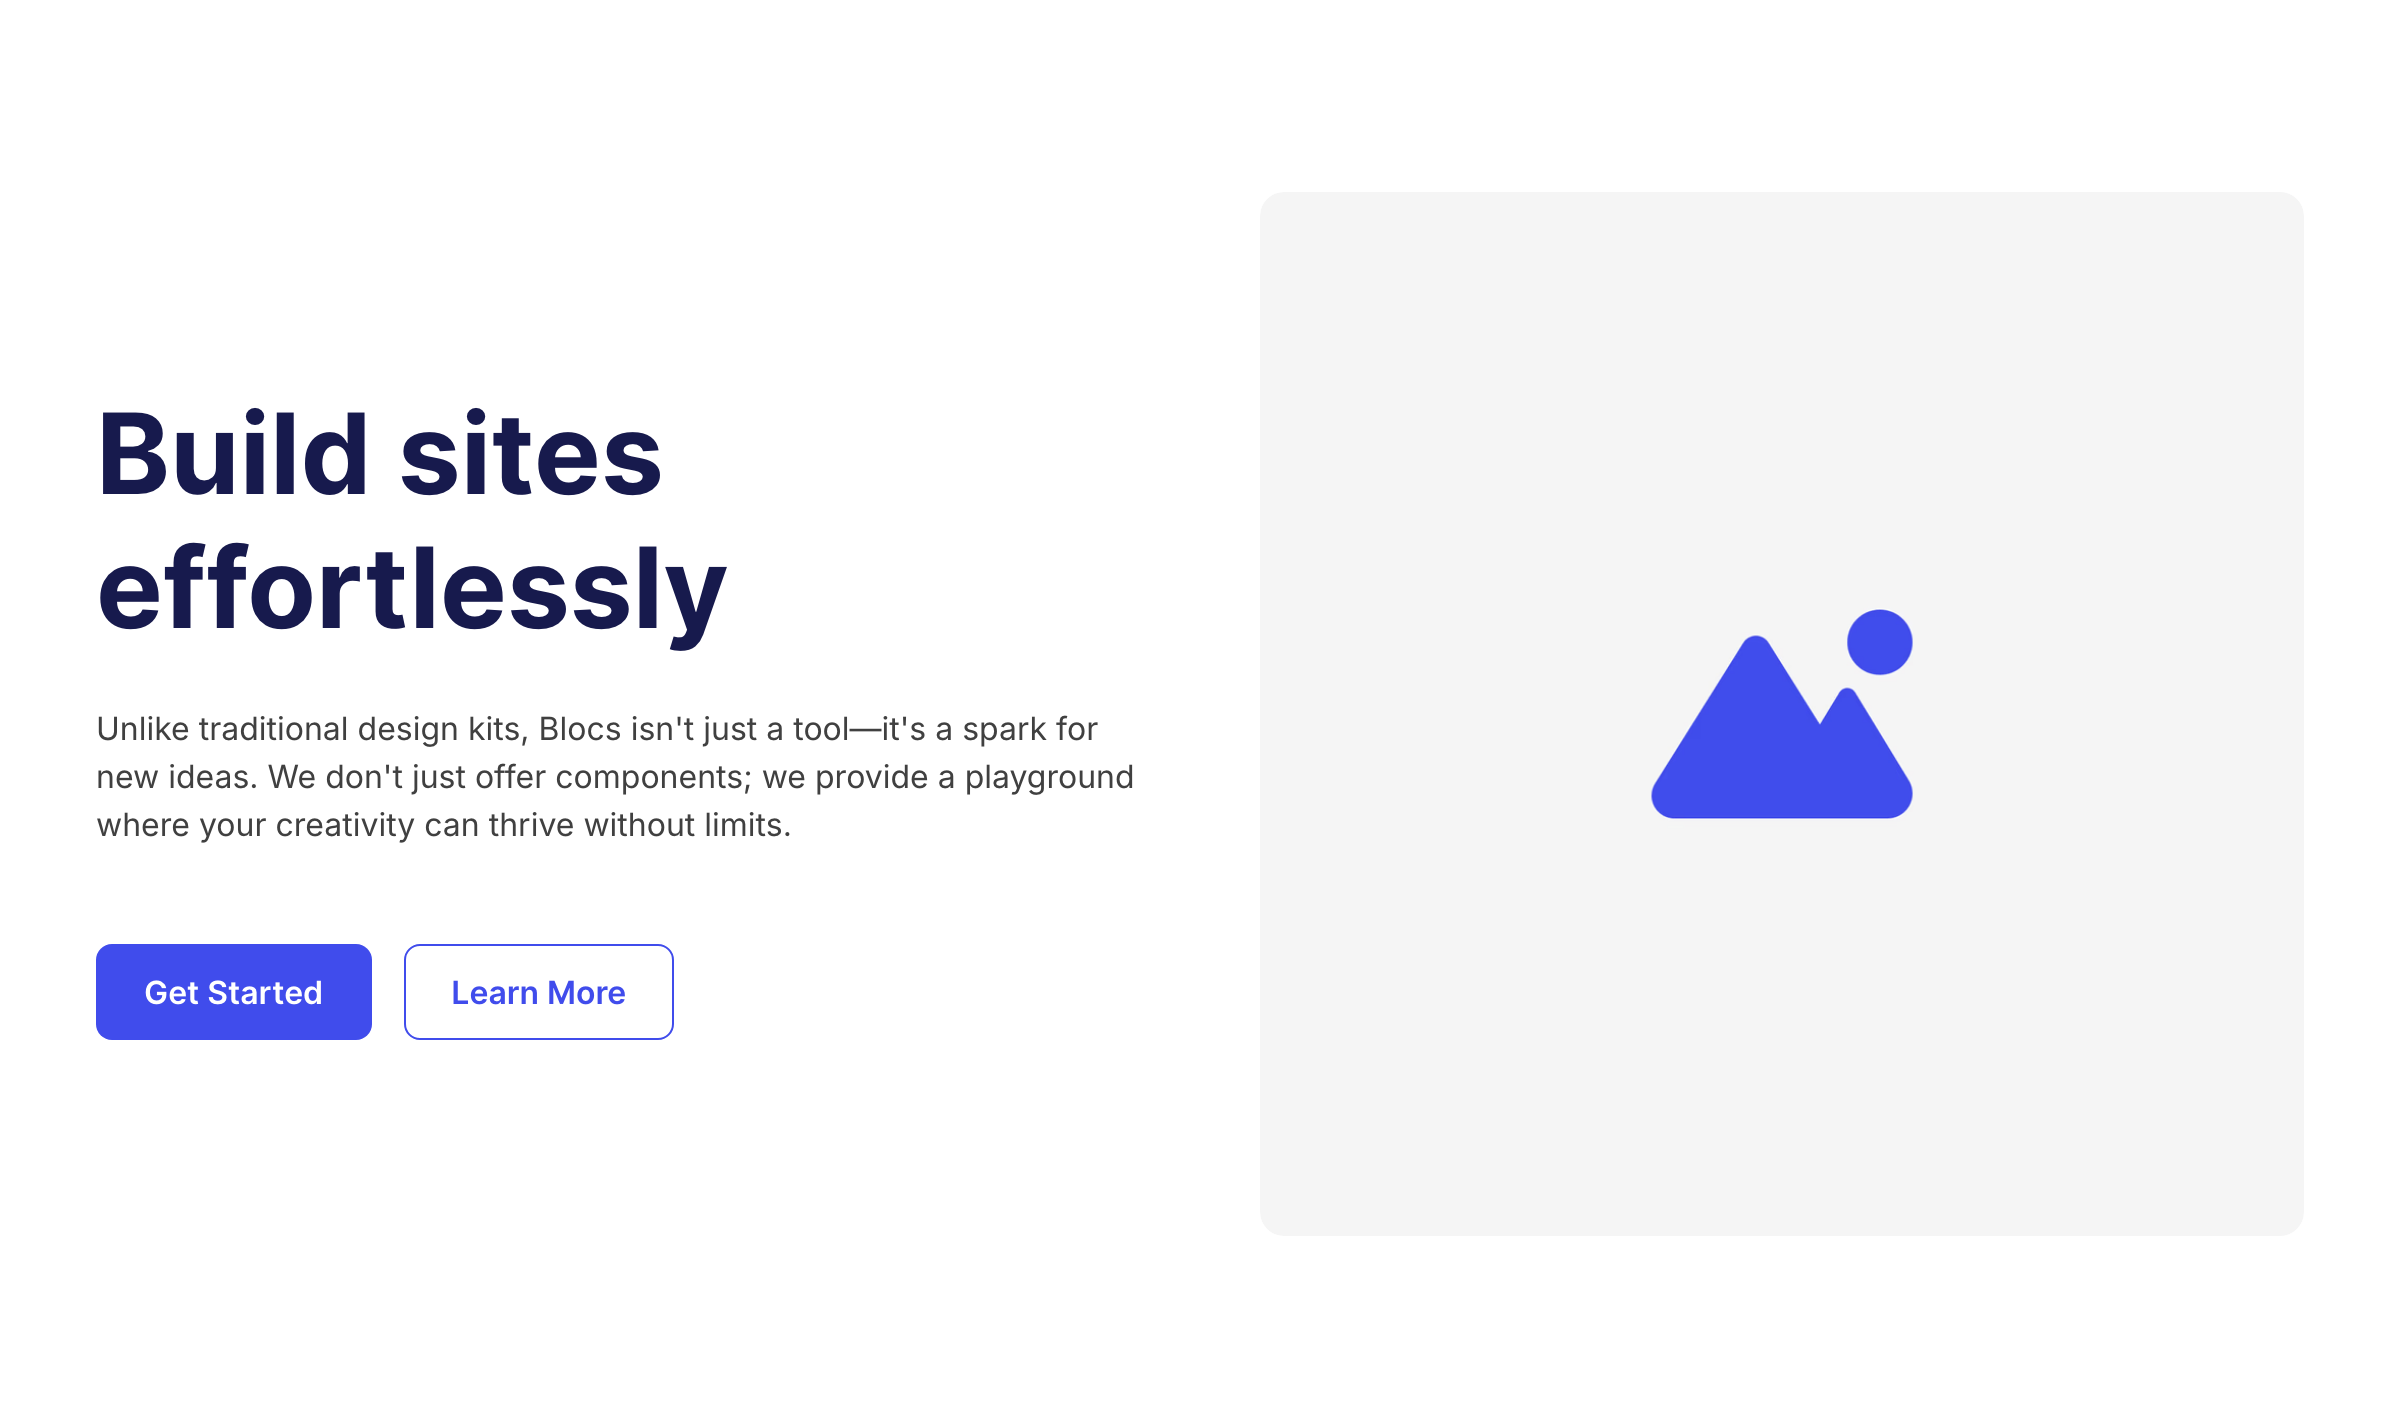 Build sites
effortlessly
Unlike traditional design kits, Blocs isn't just a tool—it's a spark for
new ideas. We don't just offer components; we provide a playground
where your creativity can thrive without limits.
Get Started
Learn More